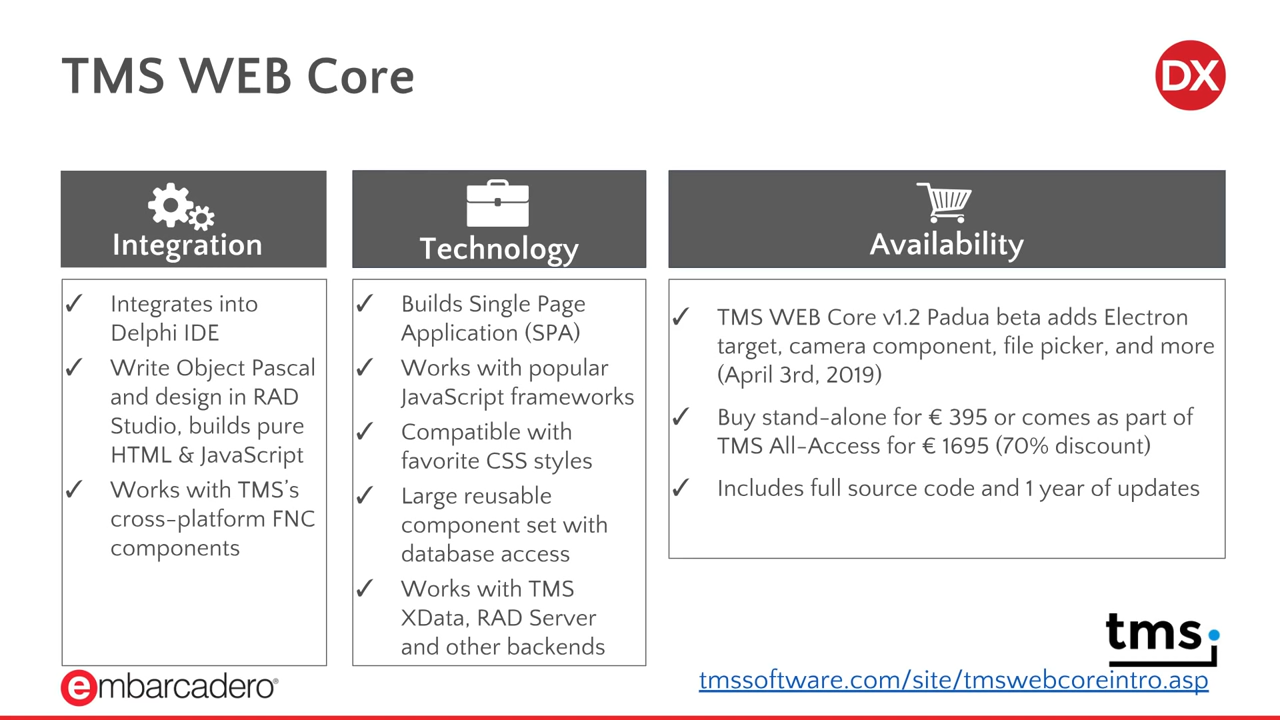 TMS WEB Core
DX
Integration
✓ Integrates into
Delphi IDE
✓ Write Object Pascal
and design in RAD
Studio, builds pure
HTML & JavaScript
✓ Works with TMS's
cross-platform FNC
components
Technology
✓ Builds Single Page
Application (SPA)
✓ Works with popular
JavaScript frameworks
✓ Compatible with
favorite CSS styles
✓ Large reusable
component set with
database access
✓ Works with TMS
XData, RAD Server
and other backends
Availability
✓ TMS WEB Core v1.2 Padua beta adds Electron
target, camera component, file picker, and more
(April 3rd, 2019)
✓ Buy stand-alone for € 395 or comes as part of
TMS All-Access for € 1695 (70% discount)
✓ Includes full source code and 1 year of updates
tms;
embarcadero®
tmssoftware.com/site/tmswebcoreintro.asp